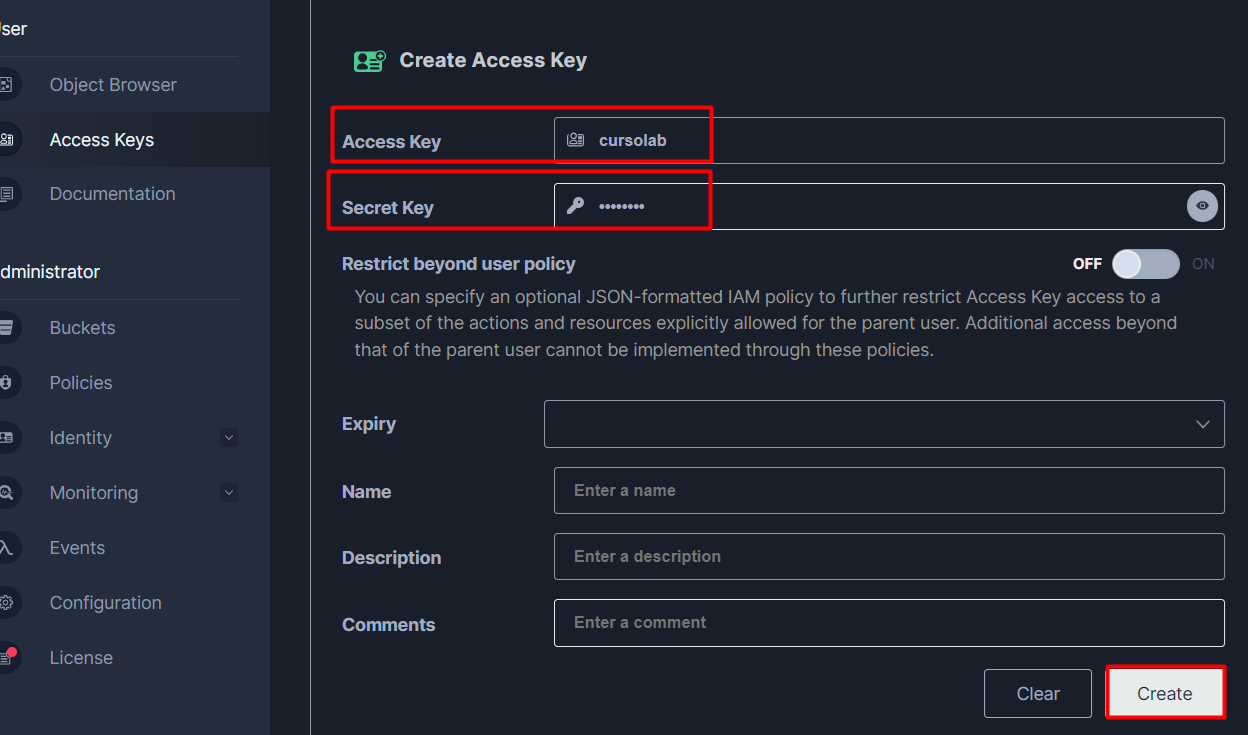 ser
Object Browser
Access Keys
Documentation
dministrator
Buckets
Policies
Identity
Monitoring
Events
Configuration
License
Create Access Key
Access Key
cursolab
Secret Key
••••••••
Restrict beyond user policy
OFF
ON
You can specify an optional JSON-formatted IAM policy to further restrict Access Key access to a
subset of the actions and resources explicitly allowed for the parent user. Additional access beyond
that of the parent user cannot be implemented through these policies.
Expiry
Name
Enter a name
Description
Enter a description
Comments
Enter a comment
Clear
Create